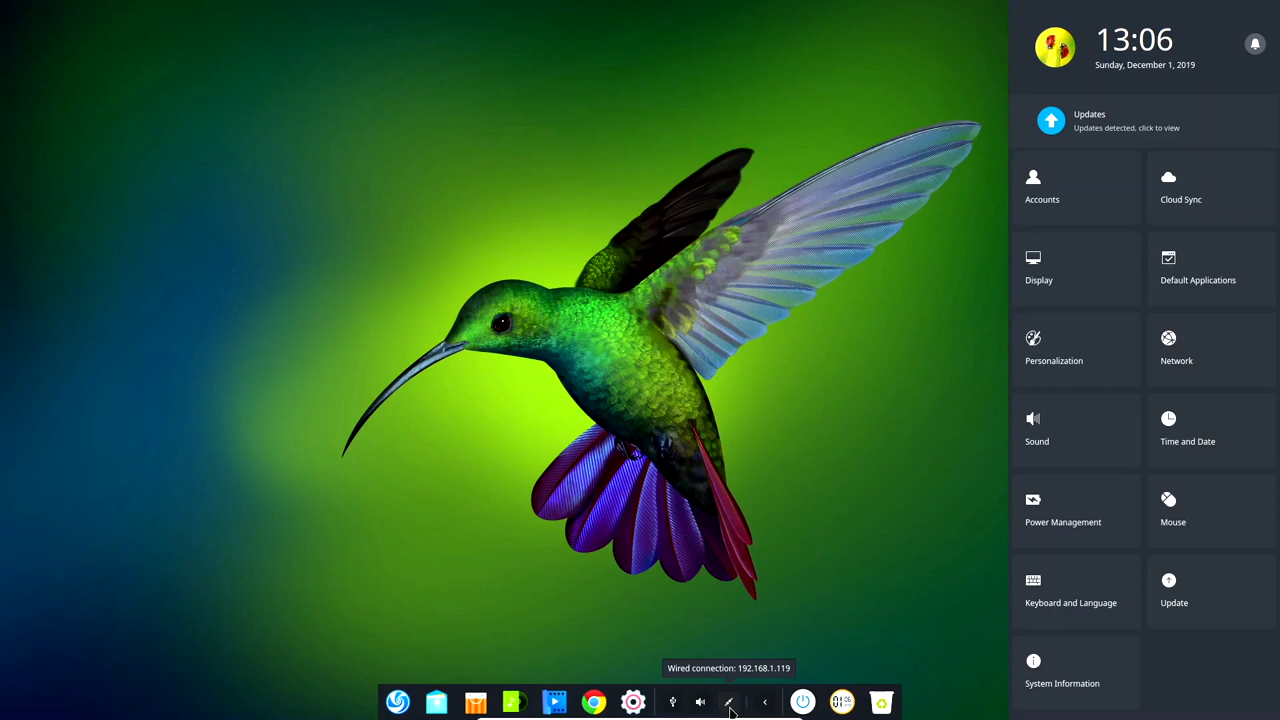 13:06
Sunday, December 1, 2019
Updates
Updates detected, click to view
Accounts
Cloud Sync
Display
Default Applications
Personalization
Network
Sound
Time and Date
Power Management
Mouse
Keyboard and Language
Update
System Information
Wired connection: 192.168.1.119
01 06